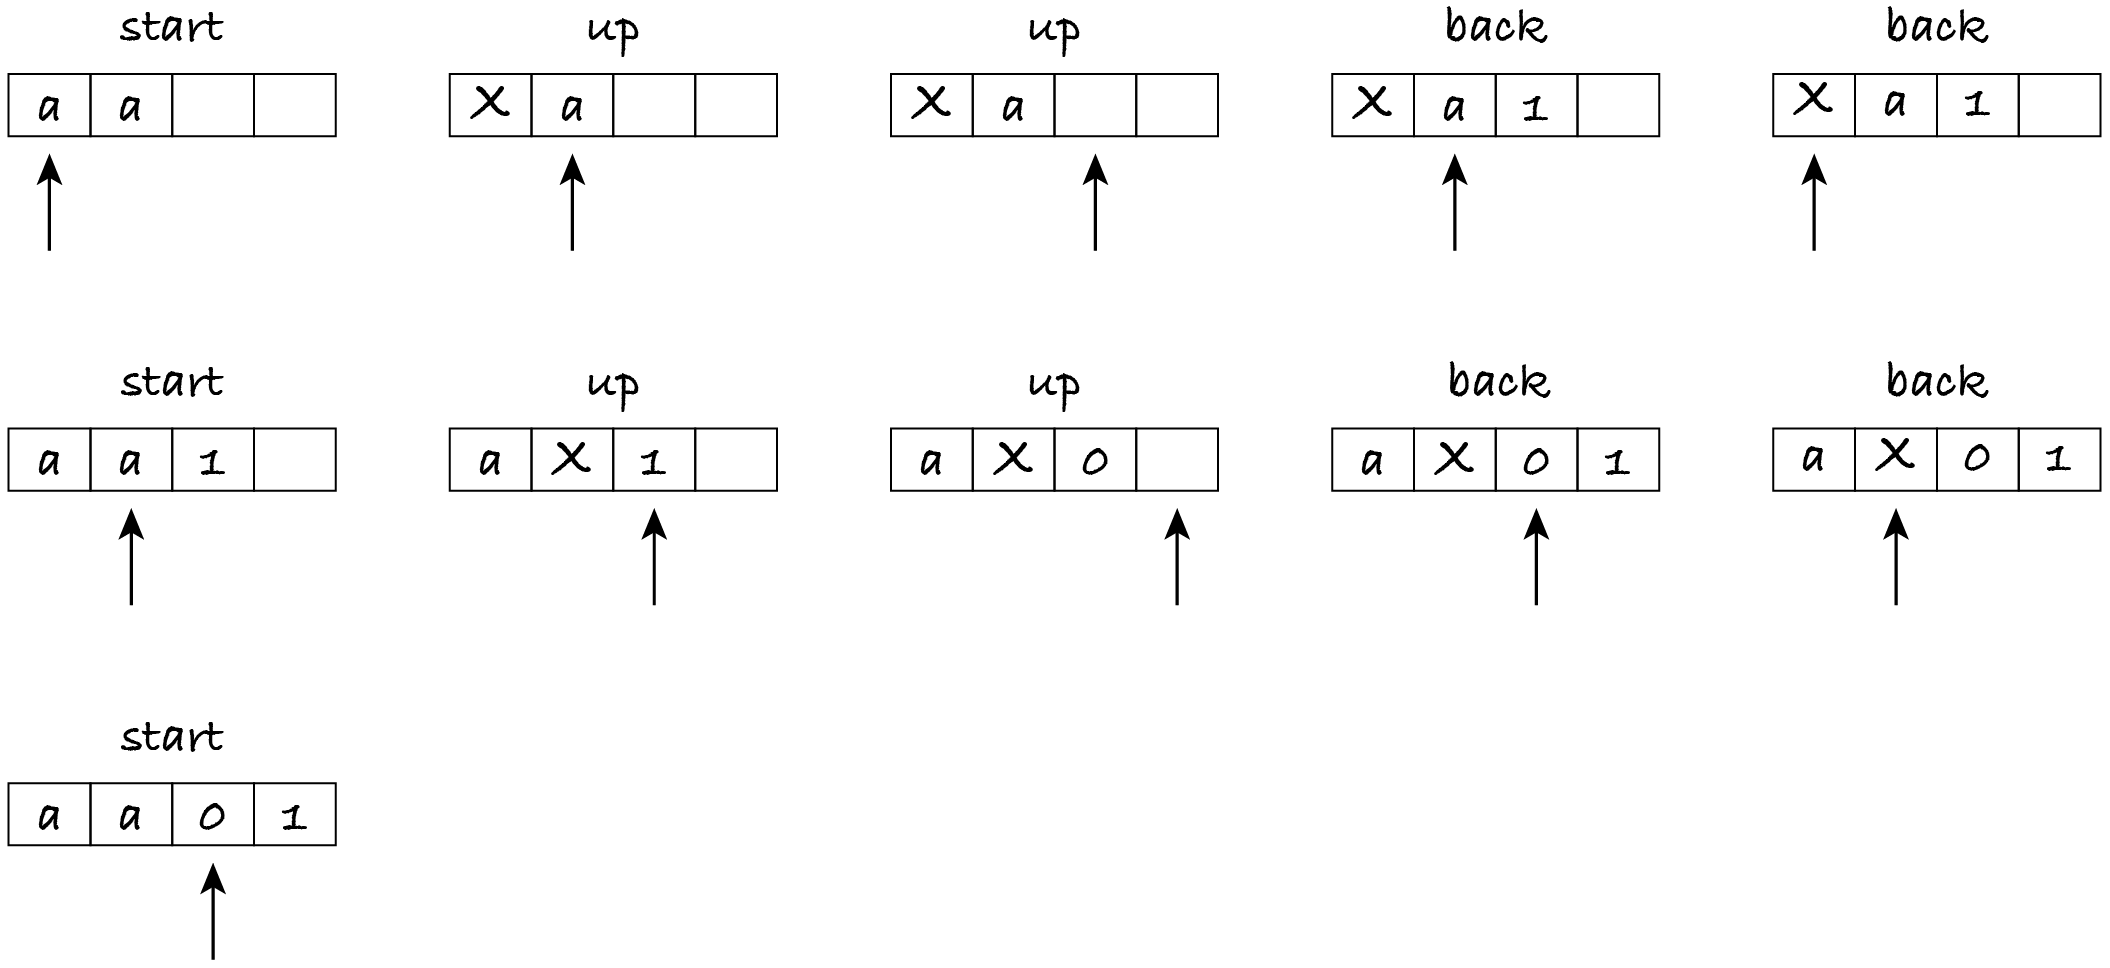 start up up back back
a a X a X a X a 1 X a 1
start up up back back
a a 1 a X 1 a X 0 a X 0 1 a X 0 1
start
a a 0 1